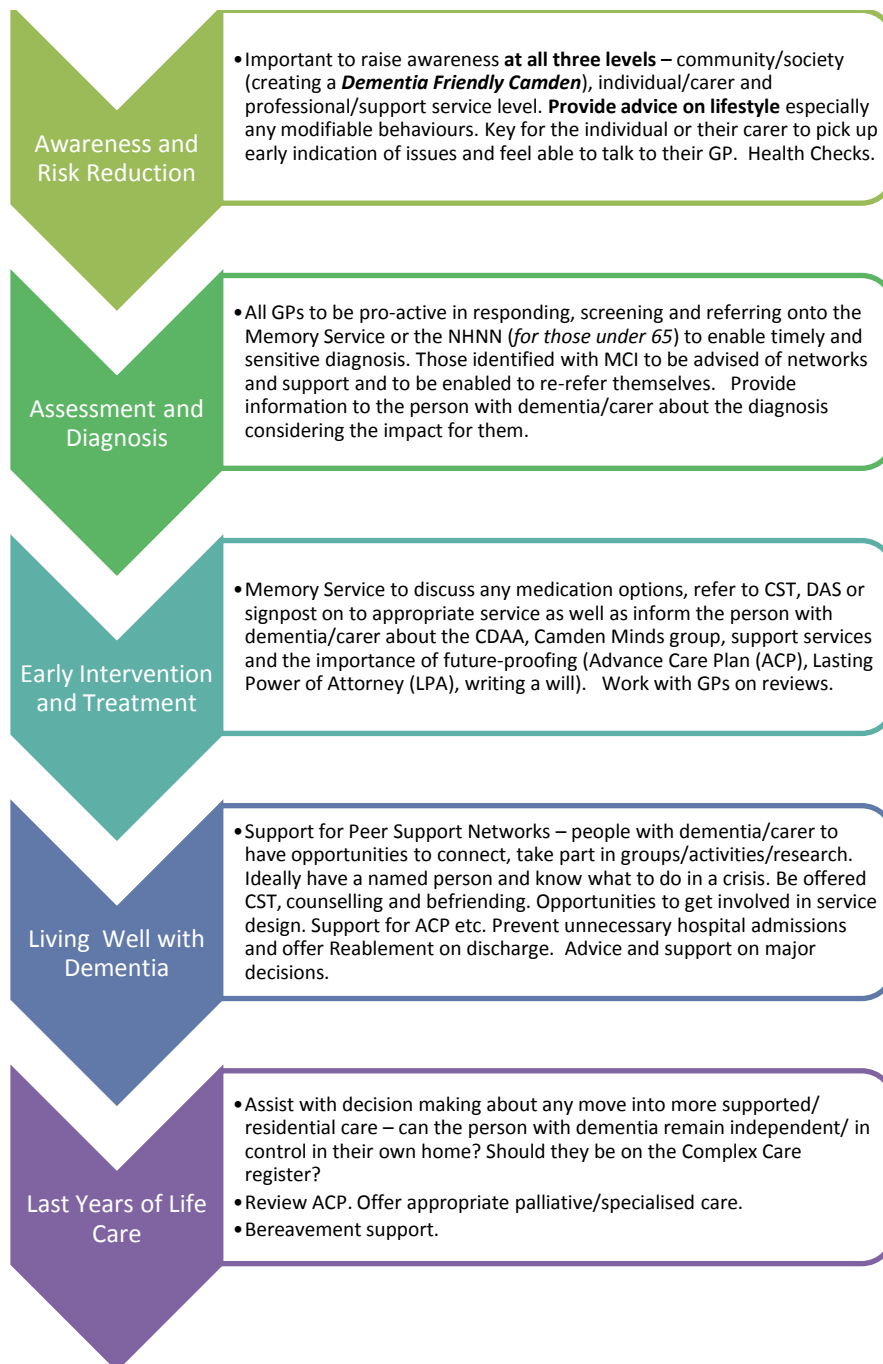 Awareness and
Risk Reduction
•Important to raise awareness at all three levels – community/society
(creating a Dementia Friendly Camden), individual/carer and
professional/support service level. Provide advice on lifestyle especially
any modifiable behaviours. Key for the individual or their carer to pick up
early indication of issues and feel able to talk to their GP.  Health Checks.
Assessment and
Diagnosis
•All GPs to be pro-active in responding, screening and referring onto the
Memory Service or the NHNN (for those under 65) to enable timely and
sensitive diagnosis. Those identified with MCI to be advised of networks
and support and to be enabled to re-refer themselves.   Provide
information to the person with dementia/carer about the diagnosis
considering the impact for them.
Early Intervention
and Treatment
•Memory Service to discuss any medication options, refer to CST, DAS or
signpost on to appropriate service as well as inform the person with
dementia/carer about the CDAA, Camden Minds group, support services
and the importance of future-proofing (Advance Care Plan (ACP), Lasting
Power of Attorney (LPA), writing a will).   Work with GPs on reviews.
Living  Well with
Dementia
•Support for Peer Support Networks – people with dementia/carer to
have opportunities to connect, take part in groups/activities/research.
Ideally have a named person and know what to do in a crisis. Be offered
CST, counselling and befriending. Opportunities to get involved in service
design. Support for ACP etc. Prevent unnecessary hospital admissions
and offer Reablement on discharge.  Advice and support on major
decisions.
Last Years of Life
Care
•Assist with decision making about any move into more supported/
residential care – can the person with dementia remain independent/ in
control in their own home? Should they be on the Complex Care
register?
•Review ACP. Offer appropriate palliative/specialised care.
•Bereavement support.